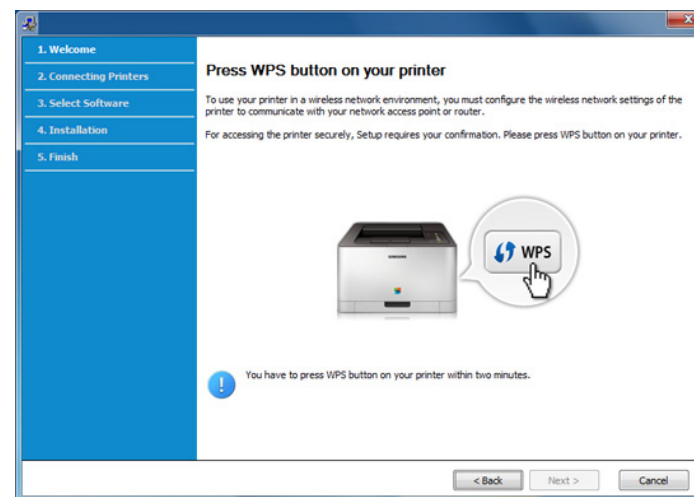 1. Welcome
2. Connecting Printers
3. Select Software
4. Installation
5. Finish
Press WPS button on your printer
To use your printer in a wireless network environment, you must configure the wireless network settings of the
printer to communicate with your network access point or router.
For accessing the printer securely, Setup requires your confirmation. Please press WPS button on your printer.
SAMSUNG
WPS
You have to press WPS button on your printer within two minutes.
< Back
Next >
Cancel